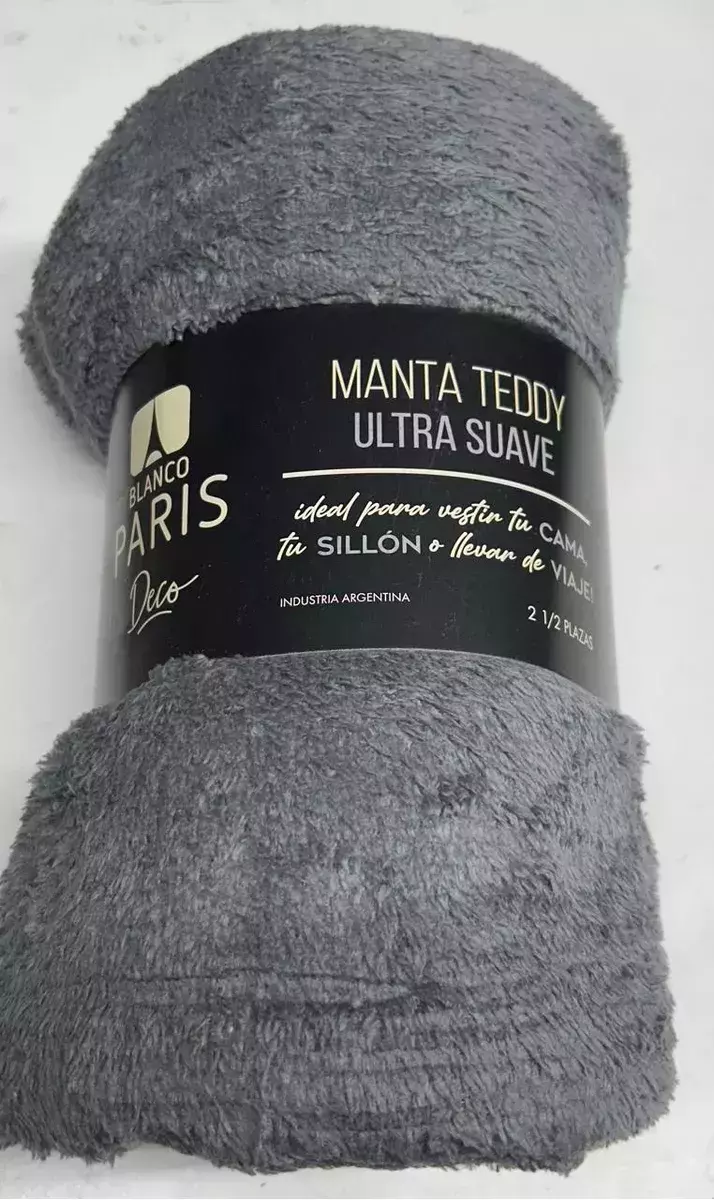 BLANCO
PARIS
Deco
MANTA TEDDY
ULTRA SUAVE
ideal para vestir tu CAMA,
tu SILLÓN o llevar de VIAJE!
INDUSTRIA ARGENTINA
2 1/2 PLAZAS